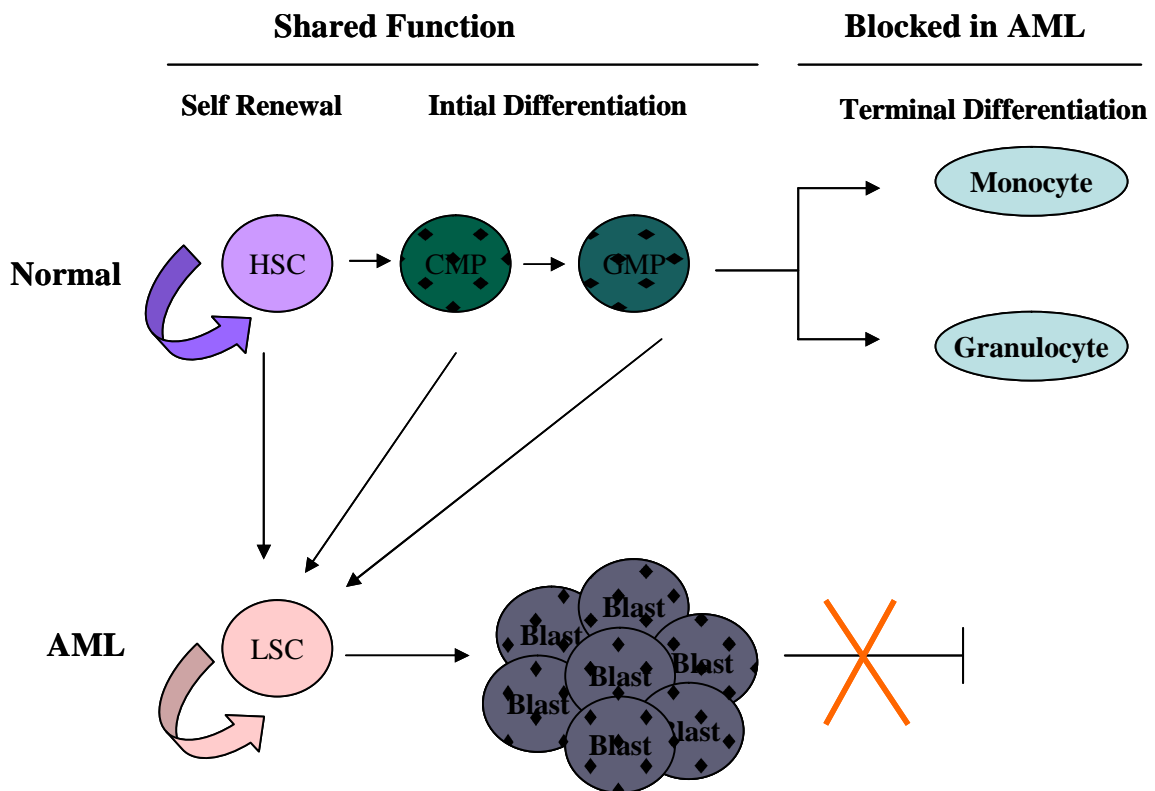 Shared Function
Blocked in AML
Self Renewal
Intial Differentiation
Terminal Differentiation
Monocyte
Normal
HSC
CMP
GMP
Granulocyte
AML
LSC
Blast
Blast
Blast
Blast
Blast
Blast
Blast